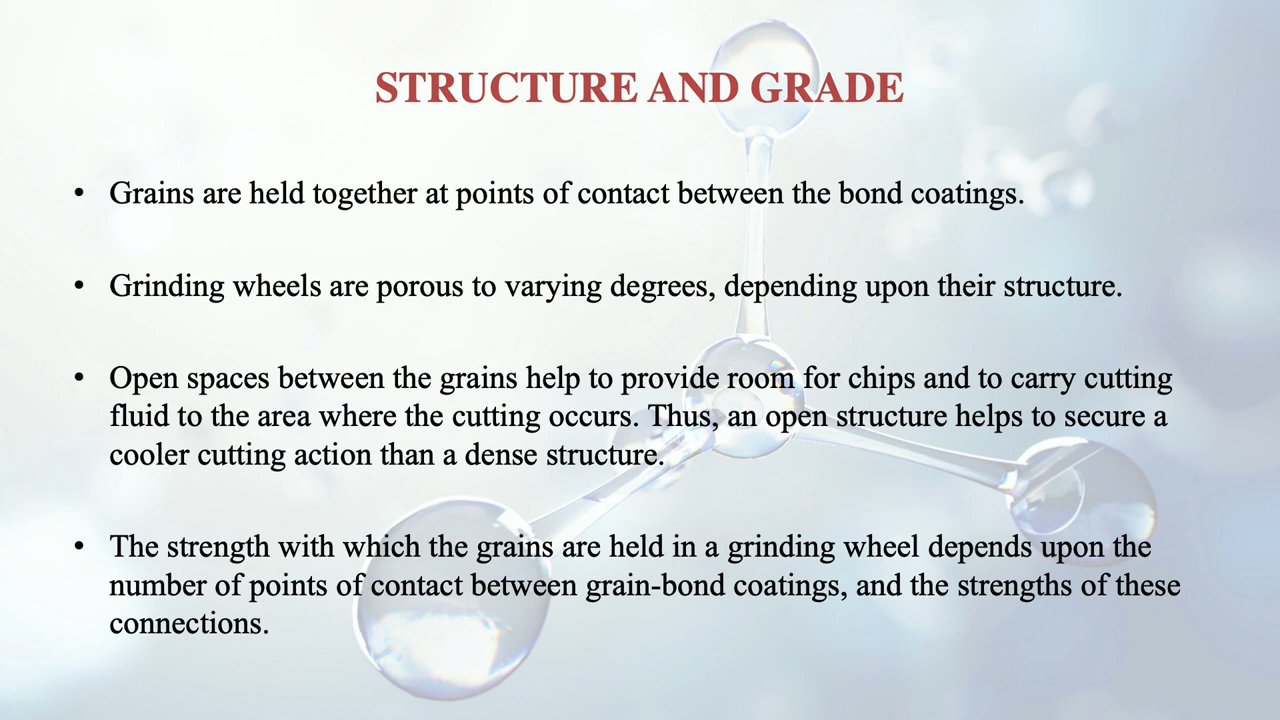 STRUCTURE AND GRADE
• Grains are held together at points of contact between the bond coatings.
• Grinding wheels are porous to varying degrees, depending upon their structure.
• Open spaces between the grains help to provide room for chips and to carry cutting
fluid to the area where the cutting occurs. Thus, an open structure helps to secure a
cooler cutting action than a dense structure.
• The strength with which the grains are held in a grinding wheel depends upon the
number of points of contact between grain-bond coatings, and the strengths of these
connections.